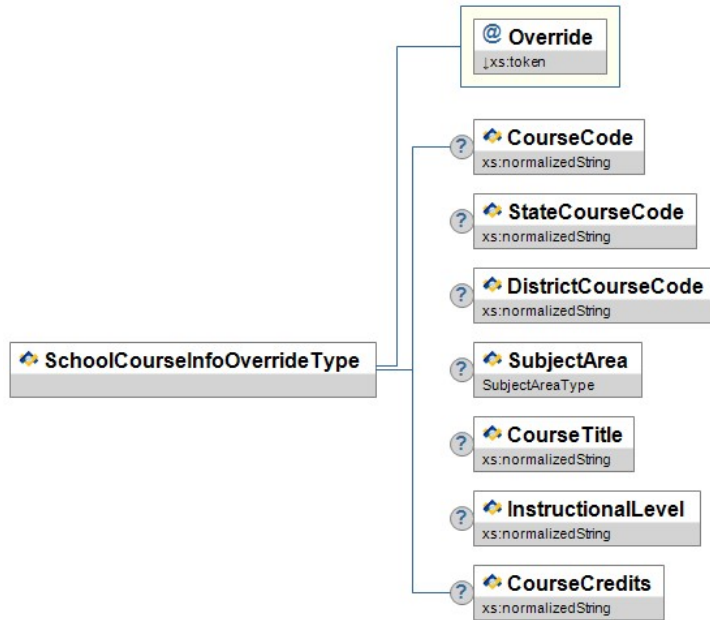 @ Override
↓xs:token
? CourseCode
xs:normalizedString
? StateCourseCode
xs:normalizedString
? DistrictCourseCode
xs:normalizedString
SchoolCourseInfoOverrideType
? SubjectArea
SubjectAreaType
? CourseTitle
xs:normalizedString
? InstructionalLevel
xs:normalizedString
? CourseCredits
xs:normalizedString